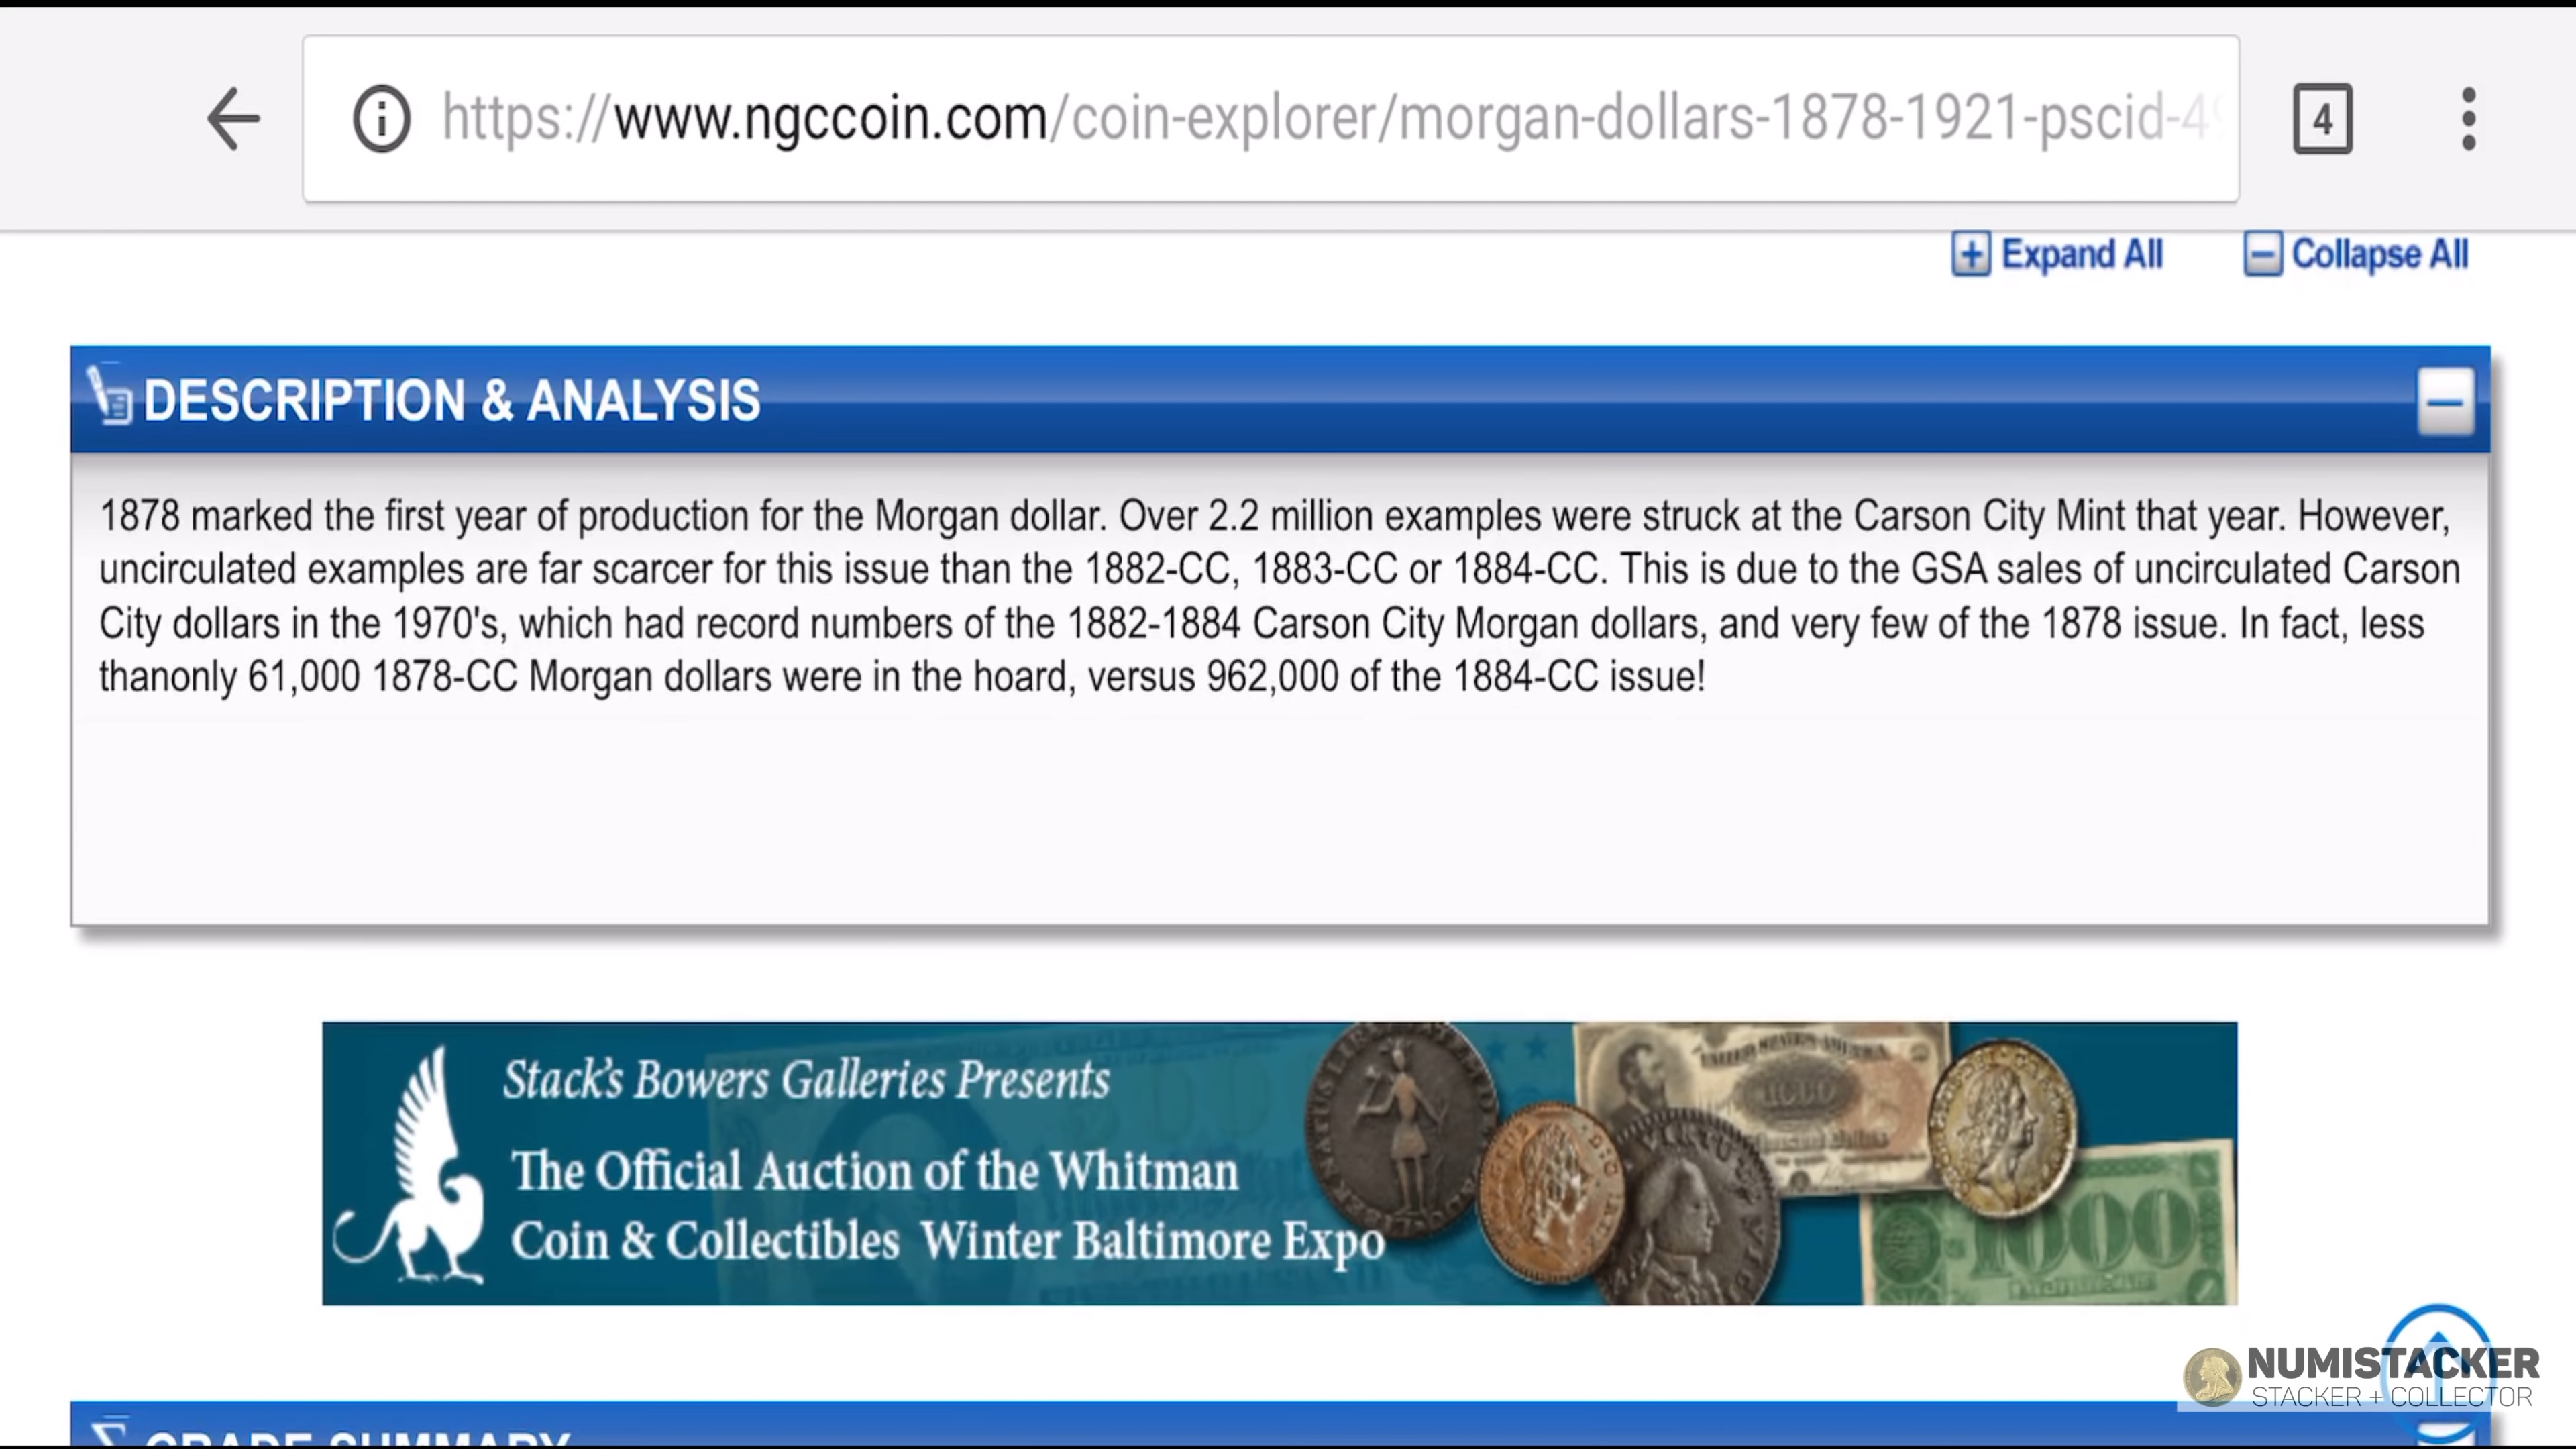 https://www.ngccoin.com/coin-explorer/morgan-dollars-1878-1921-pscid-49
4
Expand All
Collapse All
DESCRIPTION & ANALYSIS
1878 marked the first year of production for the Morgan dollar. Over 2.2 million examples were struck at the Carson City Mint that year. However,
uncirculated examples are far scarcer for this issue than the 1882-CC, 1883-CC or 1884-CC. This is due to the GSA sales of uncirculated Carson
City dollars in the 1970's, which had record numbers of the 1882-1884 Carson City Morgan dollars, and very few of the 1878 issue. In fact, less
thanonly 61,000 1878-CC Morgan dollars were in the hoard, versus 962,000 of the 1884-CC issue!
Stack's Bowers Galleries Presents
The Official Auction of the Whitman
Coin & Collectibles Winter Baltimore Expo
UNITED STATES AMERICA
1000
NUMISTACKER
STACKER + COLLECTOR
GRADE SUMMARY